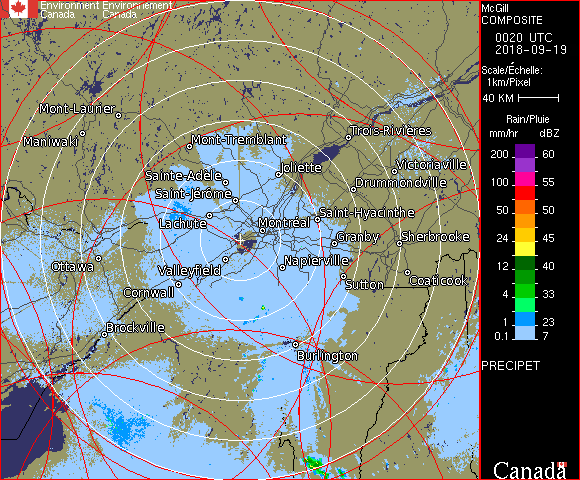 Environment Environnement
Canada Canada
McGill
COMPOSITE
0020 UTC
2018-09-19
Scale/Échelle:
1km/Pixel
40 KM
Rain/Pluie
mm/hr dBZ
200 60
100 55
50 50
24 45
12 40
4 33
1 23
0.1 7
PRECIPET
Canada
Mont-Laurier
Maniwaki
Mont-Tremblant
Trois-Rivières
Sainte-Adèle
Joliette
Victoriaville
Saint-Jérôme
Drummondville
Lachute
Montréal
Saint-Hyacinthe
Granby
Sherbrooke
Ottawa
Valleyfield
Napierville
Cornwall
Sutton
Coaticook
Brockville
Burlington